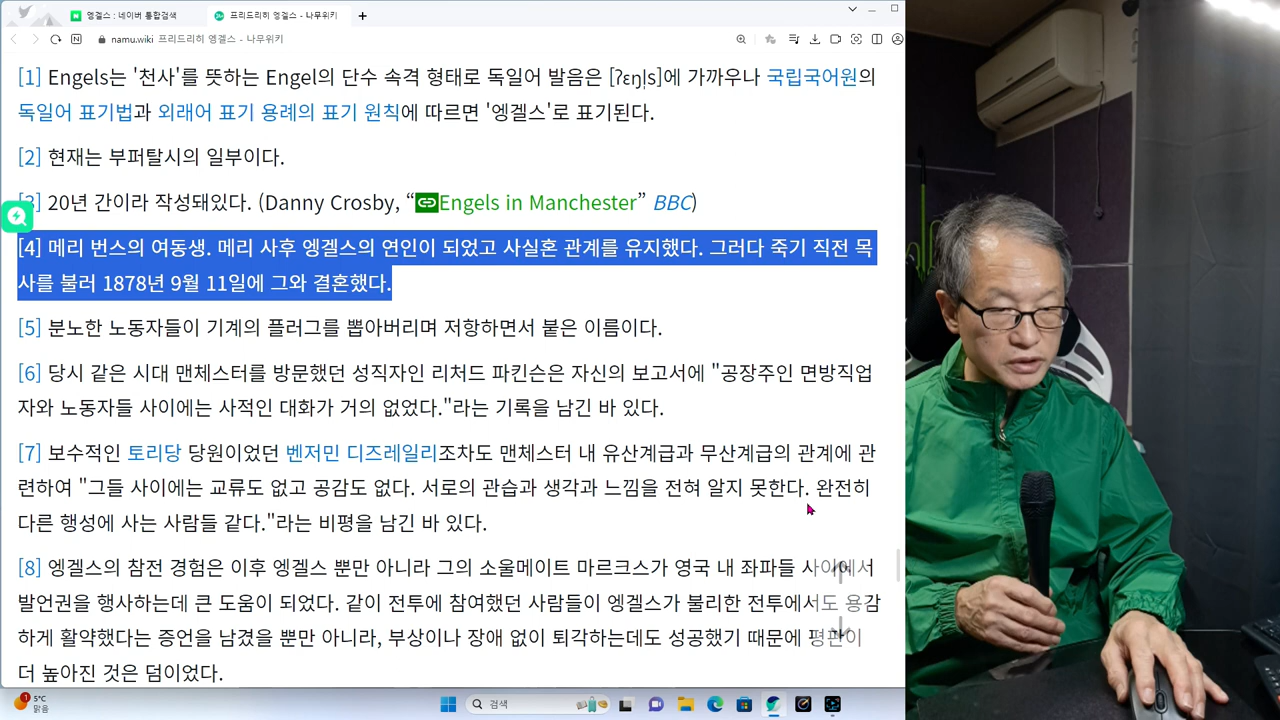 엥겔스 : 네이버 통합검색
프리드리히 엥겔스 - 나무위키
namu.wiki 프리드리히 엥겔스 - 나무위키
[1] Engels는 '천사'를 뜻하는 Engel의 단수 속격 형태로 독일어 발음은 [ʔɛŋl̩s]에 가까우나 국립국어원의
독일어 표기법과 외래어 표기 용례의 표기 원칙에 따르면 '엥겔스'로 표기된다.
[2] 현재는 부퍼탈시의 일부이다.
[3] 20년 간이라 작성돼있다. (Danny Crosby, “Engels in Manchester” BBC)
[4] 메리 번스의 여동생. 메리 사후 엥겔스의 연인이 되었고 사실혼 관계를 유지했다. 그러다 죽기 직전 목
사를 불러 1878년 9월 11일에 그와 결혼했다.
[5] 분노한 노동자들이 기계의 플러그를 뽑아버리며 저항하면서 붙은 이름이다.
[6] 당시 같은 시대 맨체스터를 방문했던 성직자인 리처드 파킨슨은 자신의 보고서에 "공장주인 면방직업
자와 노동자들 사이에는 사적인 대화가 거의 없었다."라는 기록을 남긴 바 있다.
[7] 보수적인 토리당 당원이었던 벤저민 디즈레일리조차도 맨체스터 내 유산계급과 무산계급의 관계에 관
련하여 "그들 사이에는 교류도 없고 공감도 없다. 서로의 관습과 생각과 느낌을 전혀 알지 못한다. 완전히
다른 행성에 사는 사람들 같다."라는 비평을 남긴 바 있다.
[8] 엥겔스의 참전 경험은 이후 엥겔스 뿐만 아니라 그의 소울메이트 마르크스가 영국 내 좌파들 사이에서
발언권을 행사하는데 큰 도움이 되었다. 같이 전투에 참여했던 사람들이 엥겔스가 불리한 전투에서도 용감
하게 활약했다는 증언을 남겼을 뿐만 아니라, 부상이나 장애 없이 퇴각하는데도 성공했기 때문에 평판이
더 높아진 것은 덤이었다.
1
5°C
맑음
검색